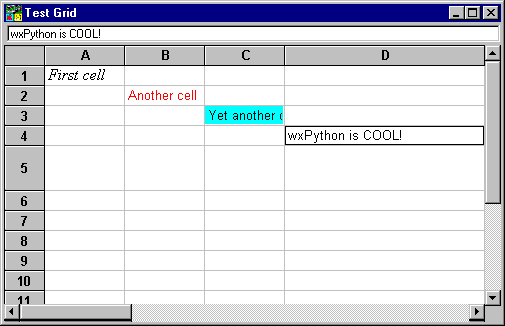 Test Grid
wxPython is COOL!
A B C D
1 First cell
2 Another cell
3 Yet another c
4 wxPython is COOL!
5
6
7
8
9
10
11